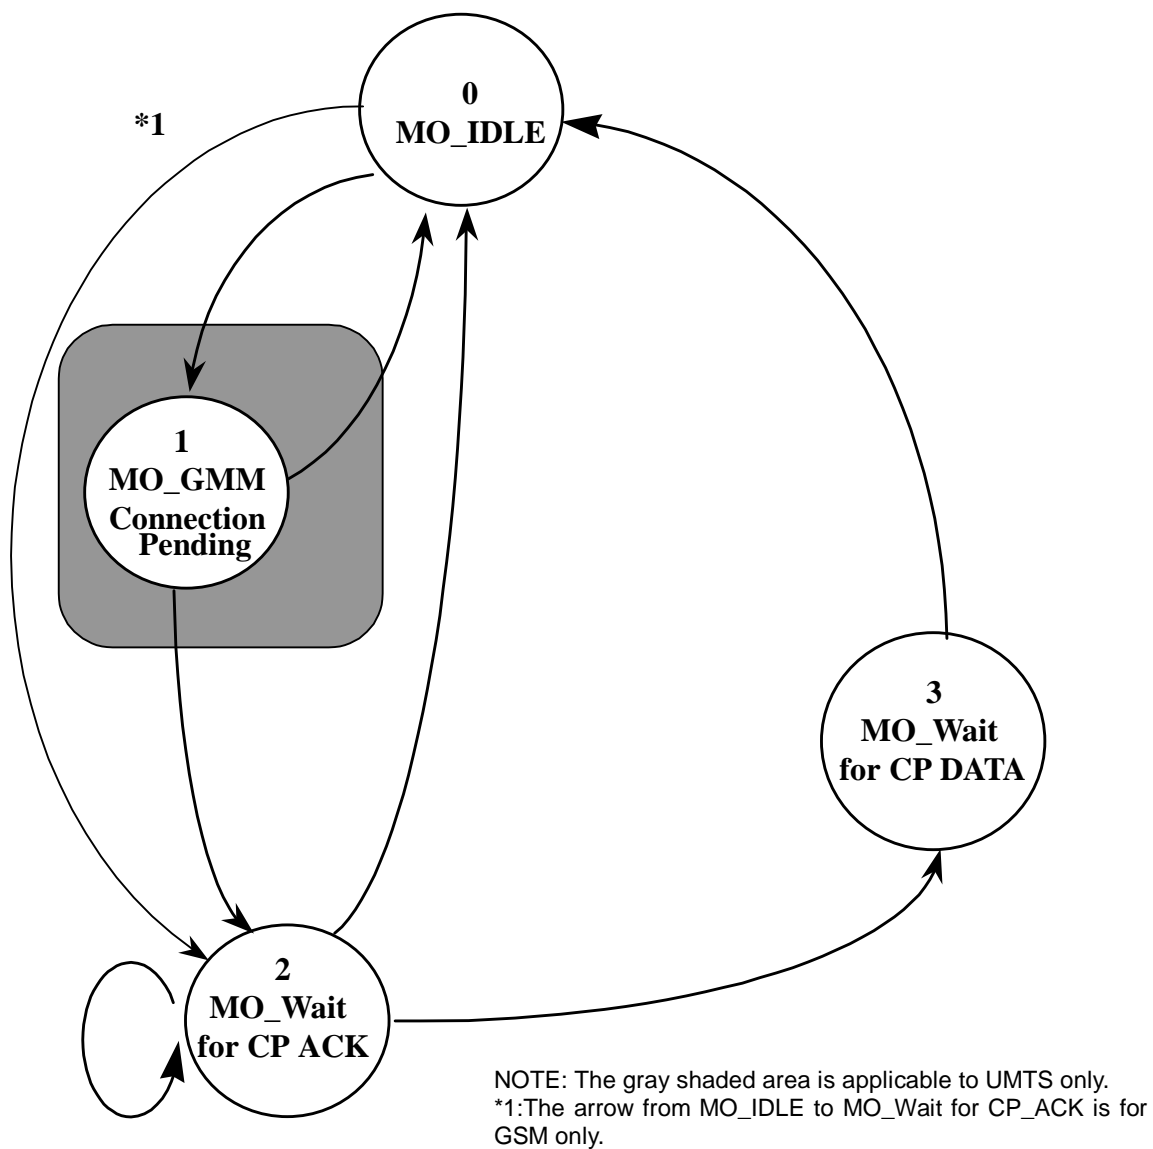 0
MO_IDLE
*1
1
MO_GMM
Connection
Pending
3
MO_Wait
for CP DATA
2
MO_Wait
for CP ACK
NOTE: The gray shaded area is applicable to UMTS only.
*1:The arrow from MO_IDLE to MO_Wait for CP_ACK is for
GSM only.